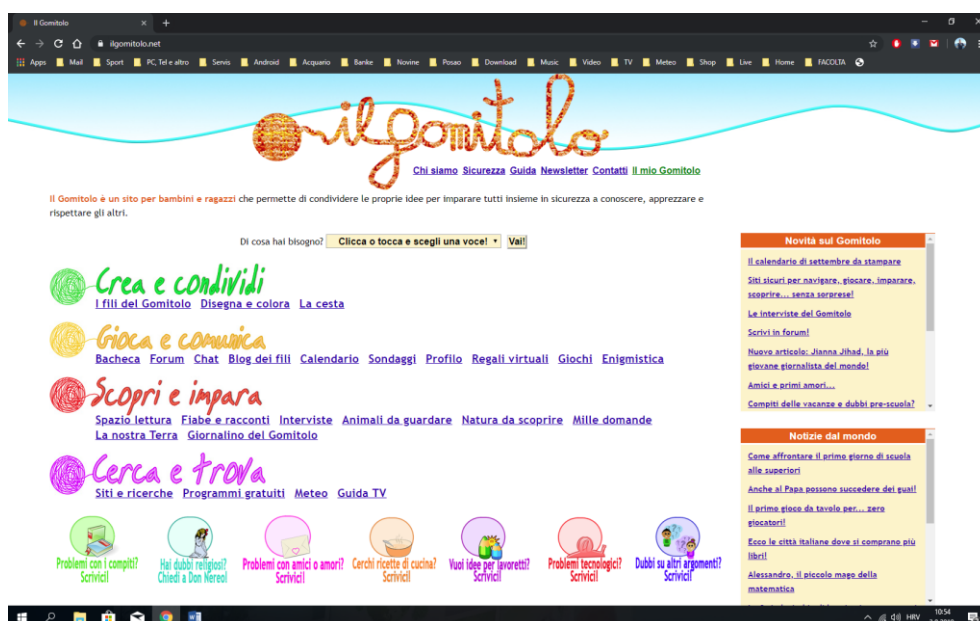 Il Gomitolo
ilgomitolo.net
Apps Mail Sport PC, Tel e altro Servis Android Acquario Banke Novine Posao Download Music Video TV Meteo Shop Live Home FACOLTA
il gomitolo
Chi siamo Sicurezza Guida Newsletter Contatti Il mio Gomitolo
Il Gomitolo è un sito per bambini e ragazzi che permette di condividere le proprie idee per imparare tutti insieme in sicurezza a conoscere, apprezzare e
rispettare gli altri.
Di cosa hai bisogno? Clicca o tocca e scegli una voce! Vai!
Crea e condividi
I fili del Gomitolo Disegna e colora La cesta
Gioca e comunica
Bacheca Forum Chat Blog dei fili Calendario Sondaggi Profilo Regali virtuali Giochi Enigmistica
Scopri e impara
Spazio lettura Fiabe e racconti Interviste Animali da guardare Natura da scoprire Mille domande
La nostra Terra Giornalino del Gomitolo
Cerca e trova
Siti e ricerche Programmi gratuiti Meteo Guida TV
Problemi con i compiti?
Scrivici!
Hai dubbi religiosi?
Chiedi a Don Nereo!
Problemi con amici o amori?
Scrivici!
Cerchi ricette di cucina?
Scrivici!
Vuoi idee per lavoretti?
Scrivici!
Problemi tecnologici?
Scrivici!
Dubbi su altri argomenti?
Scrivici!
Novità sul Gomitolo
Il calendario di settembre da stampare
Siti sicuri per navigare, giocare, imparare,
scoprire... senza sorprese!
Le interviste del Gomitolo
Scrivi in forum!
Nuovo articolo: Jianna Jihad, la più
giovane giornalista del mondo!
Amici e primi amori...
Compiti delle vacanze e dubbi pre-scuola?
Notizie dal mondo
Come affrontare il primo giorno di scuola
alle superiori
Anche al Papa possono succedere dei guai!
Il primo gioco da tavolo per... zero
giocatori!
Ecco le città italiane dove si comprano più
libri!
Alessandro, il piccolo mago della
matematica
HRV
10:54